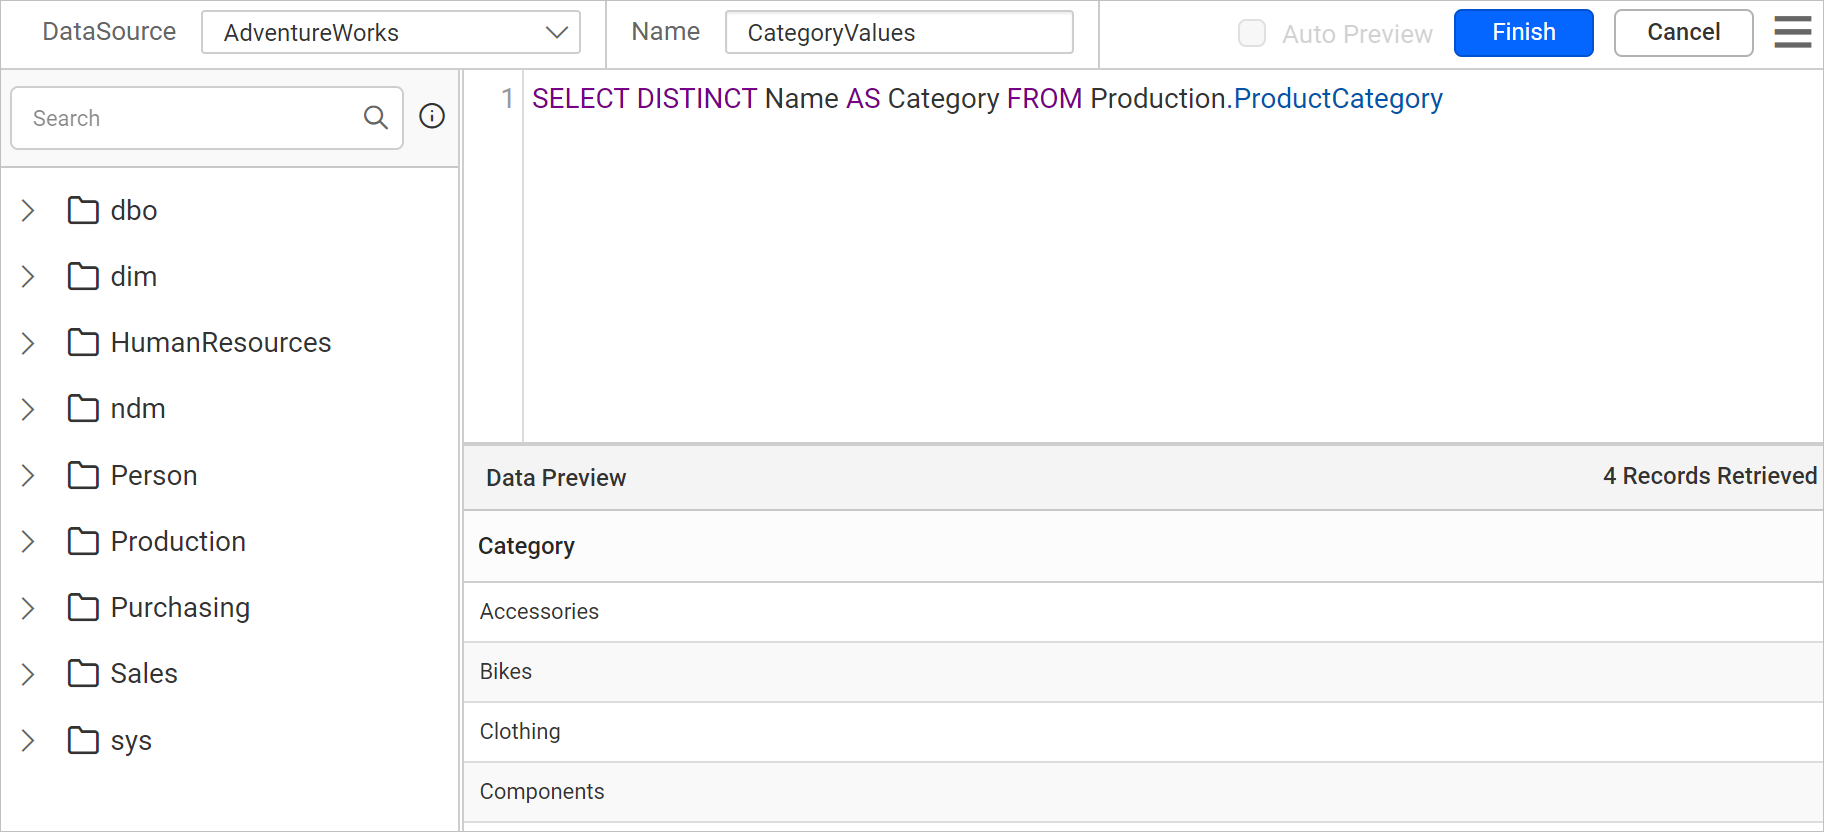 DataSource AdventureWorks Name CategoryValues Auto Preview Finish Cancel
Search
dbo
dim
HumanResources
ndm
Person
Production
Purchasing
Sales
sys
1 SELECT DISTINCT Name AS Category FROM Production.ProductCategory
Data Preview 4 Records Retrieved
Category
Accessories
Bikes
Clothing
Components